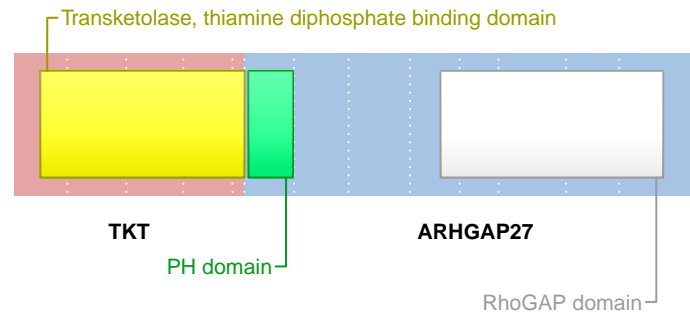 Transketolase, thiamine diphosphate binding domain
TKT
ARHGAP27
PH domain
RhoGAP domain